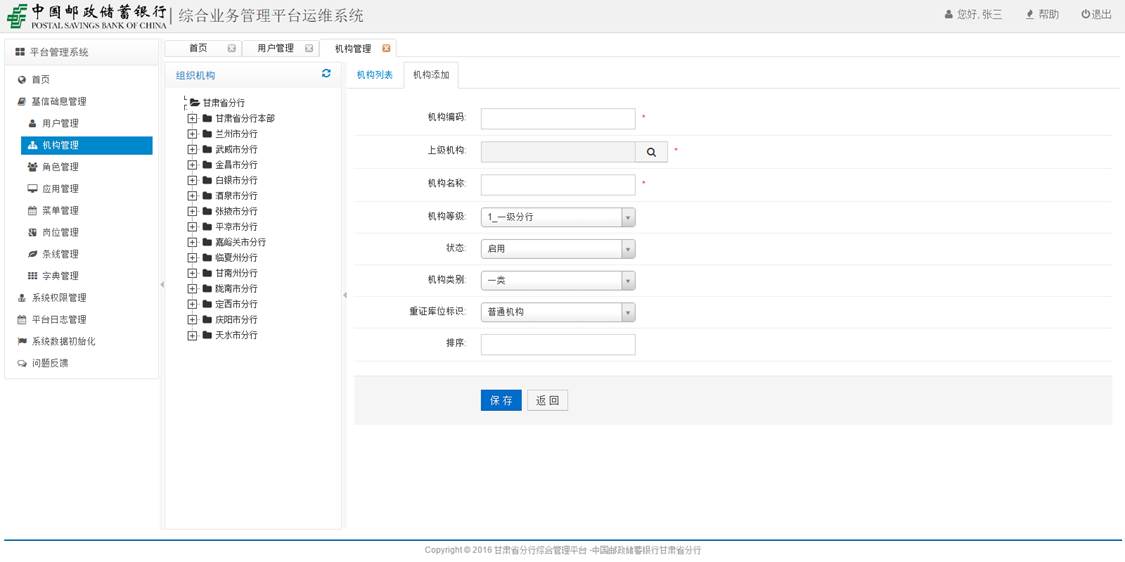 中国邮政储蓄银行 | 综合业务管理平台运维系统
POSTAL SAVINGS BANK OF CHINA
您好, 张三 帮助 退出
平台管理系统
首页
基信础息管理
用户管理
机构管理
角色管理
应用管理
菜单管理
岗位管理
条线管理
字典管理
系统权限管理
平台日志管理
系统数据初始化
问题反馈
首页 用户管理 机构管理
组织机构
甘肃省分行
甘肃省分行本部
兰州市分行
武威市分行
金昌市分行
白银市分行
酒泉市分行
张掖市分行
平凉市分行
嘉峪关市分行
临夏州分行
甘南州分行
陇南市分行
定西市分行
庆阳市分行
天水市分行
机构列表 机构添加
机构编码: *
上级机构: *
机构名称: *
机构等级: 1_一级分行
状态: 启用
机构类别: 一类
重证库位标识: 普通机构
排序:
保 存 返 回
Copyright © 2016 甘肃省分行综合管理平台 -中国邮政储蓄银行甘肃省分行